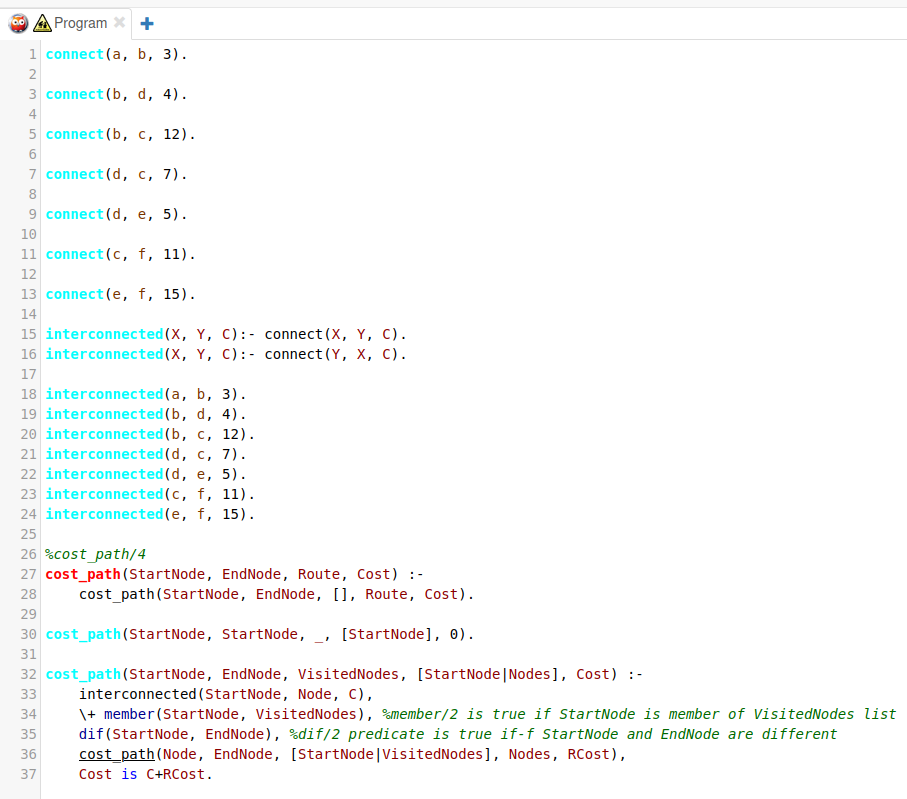 Program
1 connect(a, b, 3).
2
3 connect(b, d, 4).
4
5 connect(b, c, 12).
6
7 connect(d, c, 7).
8
9 connect(d, e, 5).
10
11 connect(c, f, 11).
12
13 connect(e, f, 15).
14
15 interconnected(X, Y, C):- connect(X, Y, C).
16 interconnected(X, Y, C):- connect(Y, X, C).
17
18 interconnected(a, b, 3).
19 interconnected(b, d, 4).
20 interconnected(b, c, 12).
21 interconnected(d, c, 7).
22 interconnected(d, e, 5).
23 interconnected(c, f, 11).
24 interconnected(e, f, 15).
25
26 %cost_path/4
27 cost_path(StartNode, EndNode, Route, Cost) :-
28     cost_path(StartNode, EndNode, [], Route, Cost).
29
30 cost_path(StartNode, StartNode, _, [StartNode], 0).
31
32 cost_path(StartNode, EndNode, VisitedNodes, [StartNode|Nodes], Cost) :-
33     interconnected(StartNode, Node, C),
34     \+ member(StartNode, VisitedNodes), %member/2 is true if StartNode is member of VisitedNodes list
35     dif(StartNode, EndNode), %dif/2 predicate is true if-f StartNode and EndNode are different
36     cost_path(Node, EndNode, [StartNode|VisitedNodes], Nodes, RCost),
37     Cost is C+RCost.